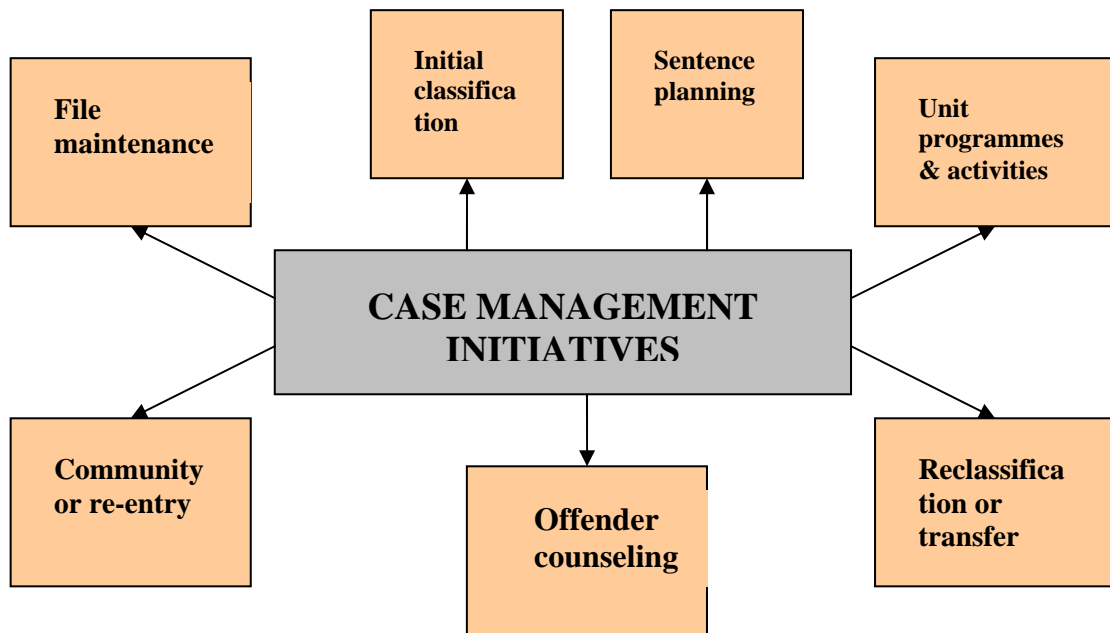 File
maintenance
Initial
classifica
tion
Sentence
planning
Unit
programmes
& activities
CASE MANAGEMENT
INITIATIVES
Community
or re-entry
Offender
counseling
Reclassifica
tion or
transfer